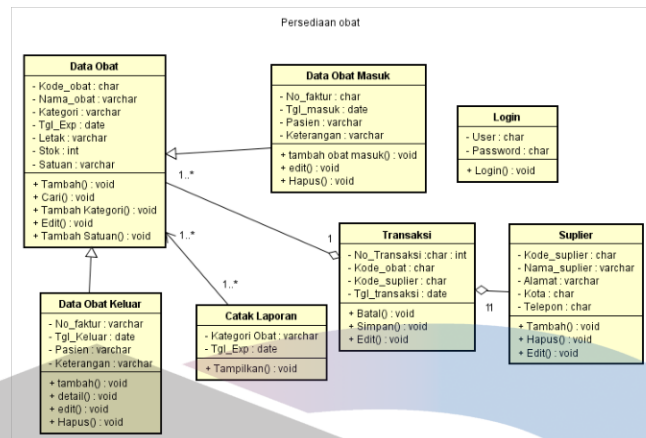 Persediaan obat
Data Obat
- Kode_obat : char
- Nama_obat : varchar
- Kategori : varchar
- Tgl_Exp : date
- Letak : varchar
- Stok : int
- Satuan : varchar
+ Tambah() : void
+ Cari() : void
+ Tambah Kategori() : void
+ Edit() : void
+ Tambah Satuan() : void
Data Obat Masuk
- No_faktur : char
- Tgl_masuk : date
- Pasien : varchar
- Keterangan : varchar
+ tambah obat masuk() : void
+ edit() : void
+ Hapus() : void
Login
- User : char
- Password : char
+ Login() : void
1..*
1
1..*
1..*
Transaksi
- No_Transaksi :char : int
- Kode_obat : char
- Kode_suplier : char
- Tgl_transaksi : date
+ Batal() : void
+ Simpan() : void
+ Edit() : void
11
Suplier
- Kode_suplier : char
- Nama_suplier : varchar
- Alamat : varchar
- Kota : char
- Telepon : char
+ Tambah() : void
+ Hapus() : void
+ Edit() : void
Data Obat Keluar
- No_faktur : varchar
- Tgl_Keluar : date
- Pasien : varchar
- Keterangan : varchar
+ tambah() : void
+ detail() : void
+ edit() : void
+ Hapus() : void
Catak Laporan
- Kategori Obat : varchar
- Tgl_Exp : date
+ Tampilkan() : void